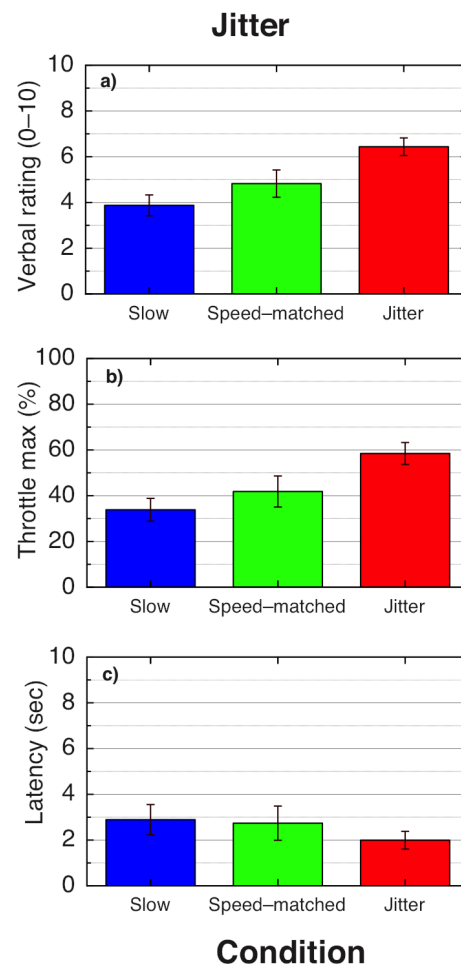 Jitter
a)
Verbal rating (0–10)
10
8
6
4
2
0
Slow Speed–matched Jitter
b)
Throttle max (%)
100
80
60
40
20
0
Slow Speed–matched Jitter
c)
Latency (sec)
10
8
6
4
2
0
Slow Speed–matched Jitter
Condition